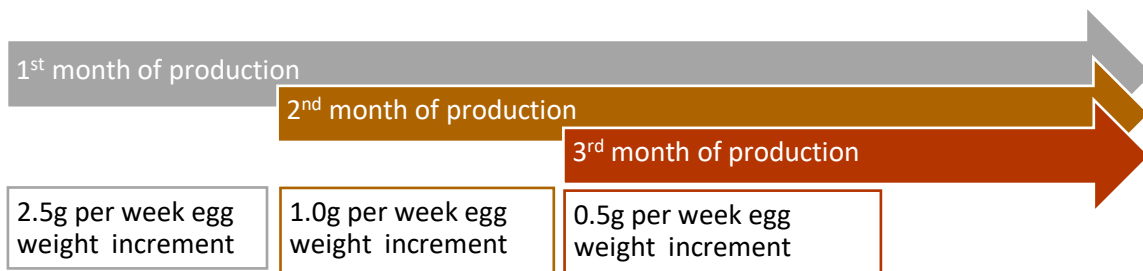 1st month of production
2nd month of production
3rd month of production
2.5g per week egg
weight increment
1.0g per week egg
weight increment
0.5g per week egg
weight increment